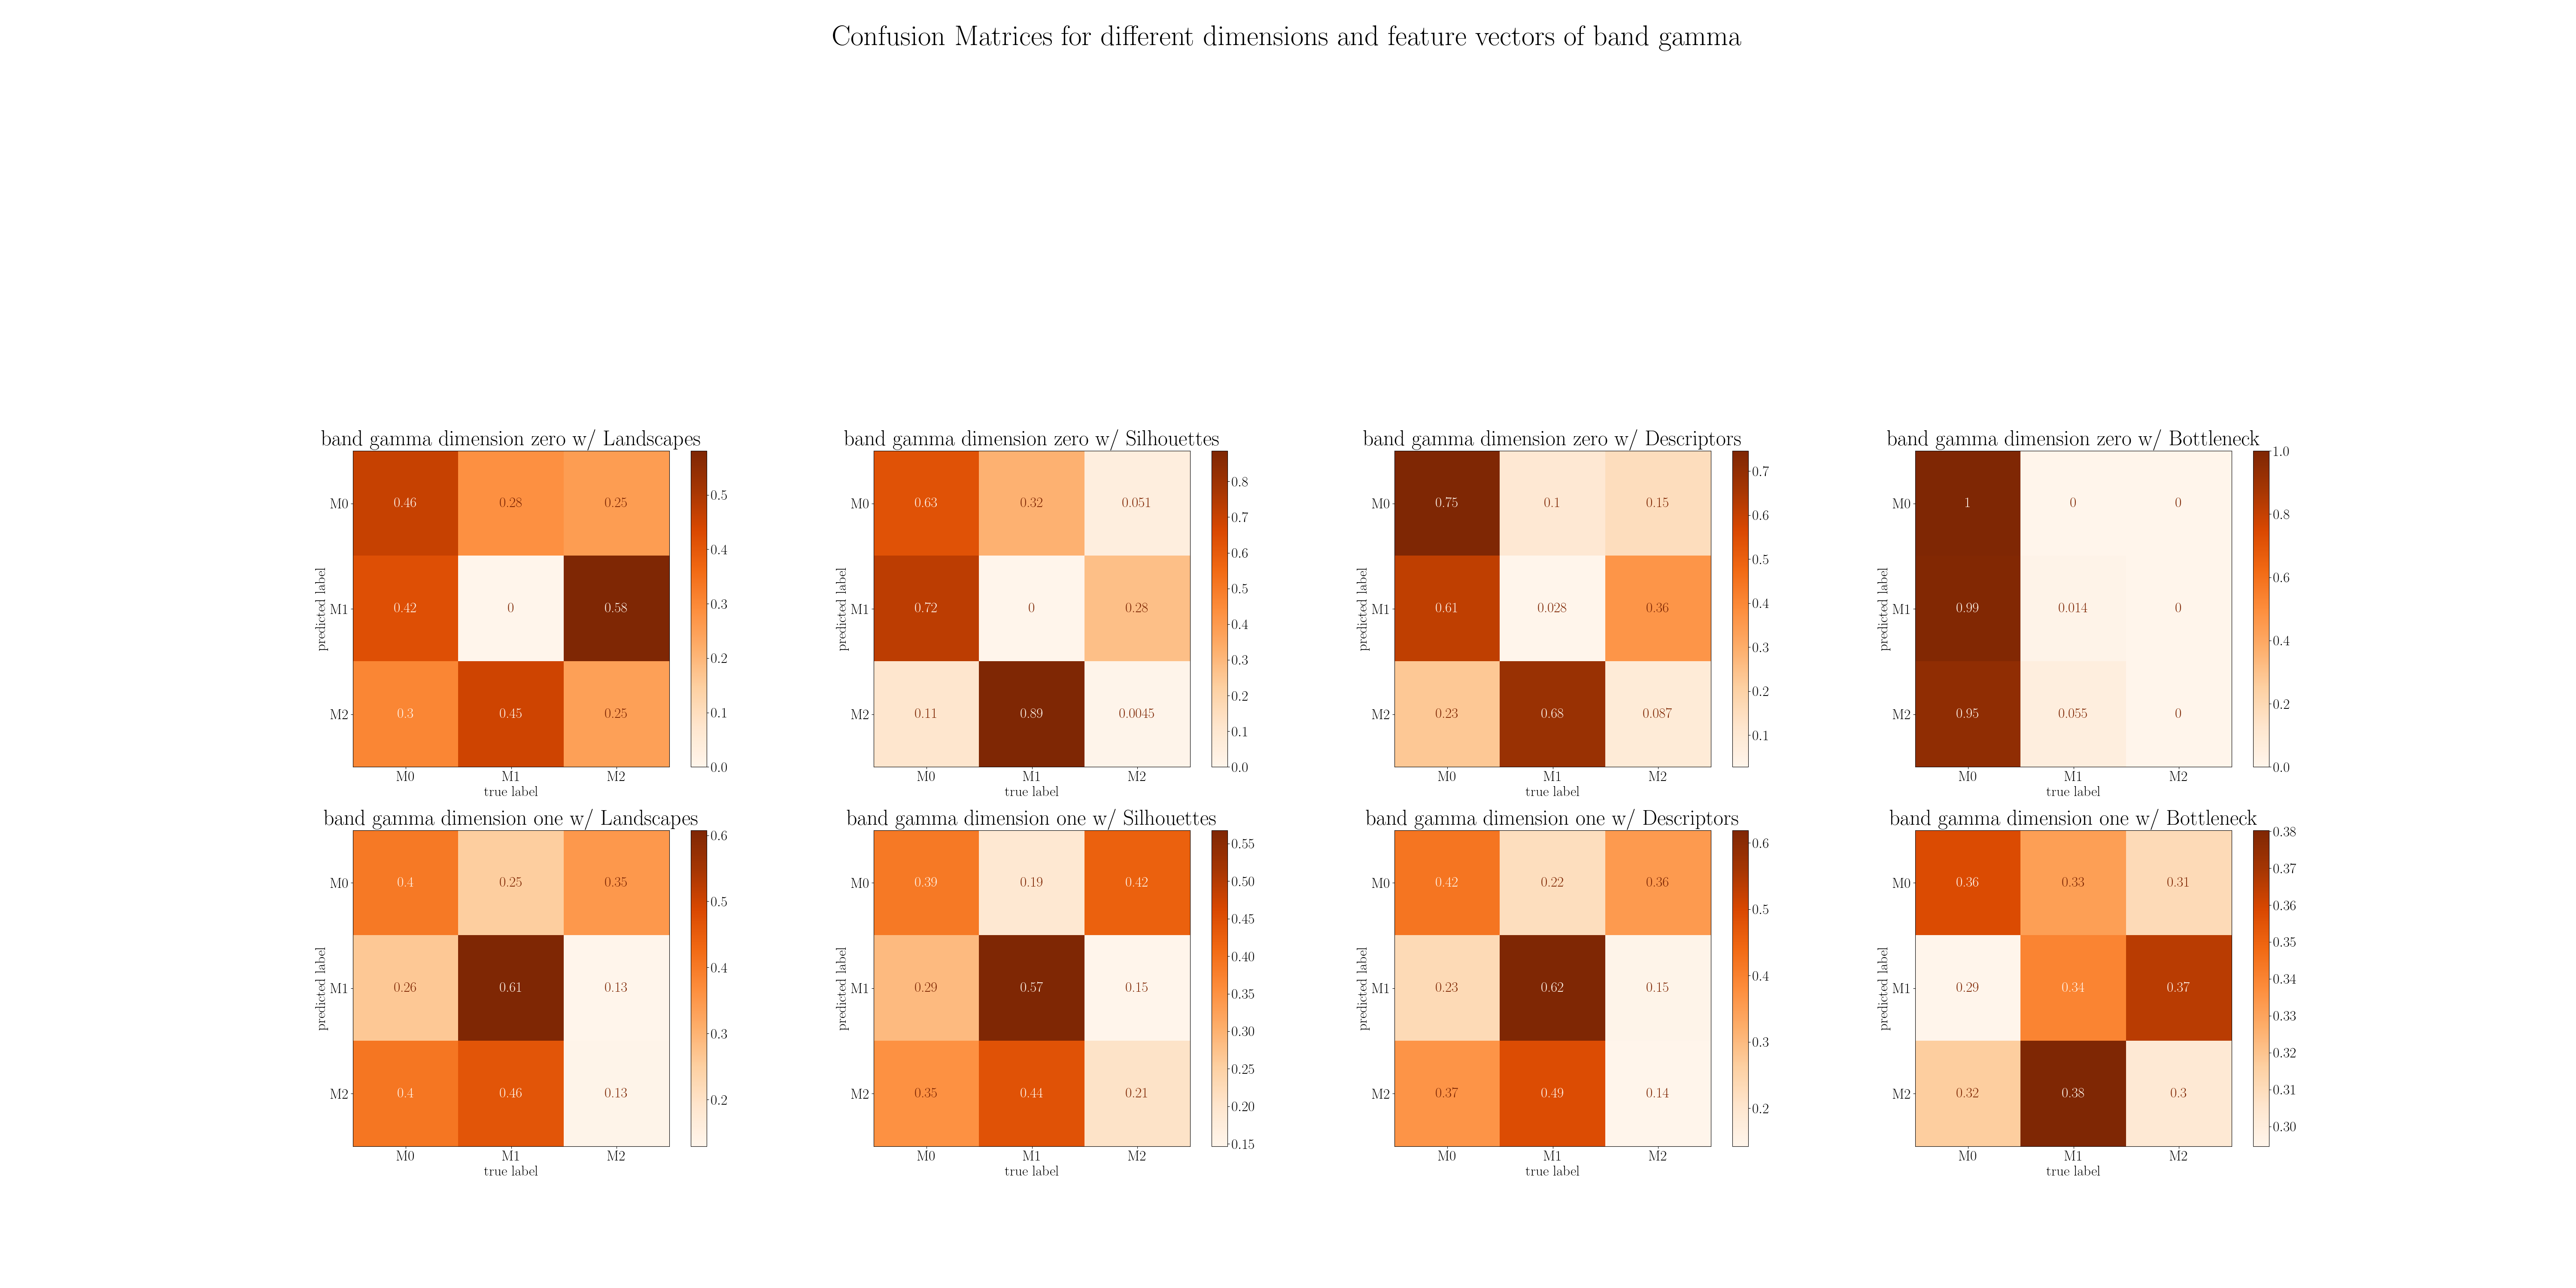 Confusion Matrices for different dimensions and feature vectors of band gamma
band gamma dimension zero w/ Landscapes
predicted label
M0 0.46 0.28 0.25
M1 0.42 0 0.58
M2 0.3 0.45 0.25
M0 M1 M2
true label
0.5
0.4
0.3
0.2
0.1
0.0
band gamma dimension zero w/ Silhouettes
predicted label
M0 0.63 0.32 0.051
M1 0.72 0 0.28
M2 0.11 0.89 0.0045
M0 M1 M2
true label
0.8
0.7
0.6
0.5
0.4
0.3
0.2
0.1
0.0
band gamma dimension zero w/ Descriptors
predicted label
M0 0.75 0.1 0.15
M1 0.61 0.028 0.36
M2 0.23 0.68 0.087
M0 M1 M2
true label
0.7
0.6
0.5
0.4
0.3
0.2
0.1
band gamma dimension zero w/ Bottleneck
predicted label
M0 1 0 0
M1 0.99 0.014 0
M2 0.95 0.055 0
M0 M1 M2
true label
1.0
0.8
0.6
0.4
0.2
0.0
band gamma dimension one w/ Landscapes
predicted label
M0 0.4 0.25 0.35
M1 0.26 0.61 0.13
M2 0.4 0.46 0.13
M0 M1 M2
true label
0.6
0.5
0.4
0.3
0.2
band gamma dimension one w/ Silhouettes
predicted label
M0 0.39 0.19 0.42
M1 0.29 0.57 0.15
M2 0.35 0.44 0.21
M0 M1 M2
true label
0.55
0.50
0.45
0.40
0.35
0.30
0.25
0.20
0.15
band gamma dimension one w/ Descriptors
predicted label
M0 0.42 0.22 0.36
M1 0.23 0.62 0.15
M2 0.37 0.49 0.14
M0 M1 M2
true label
0.6
0.5
0.4
0.3
0.2
band gamma dimension one w/ Bottleneck
predicted label
M0 0.36 0.33 0.31
M1 0.29 0.34 0.37
M2 0.32 0.38 0.3
M0 M1 M2
true label
0.38
0.37
0.36
0.35
0.34
0.33
0.32
0.31
0.30